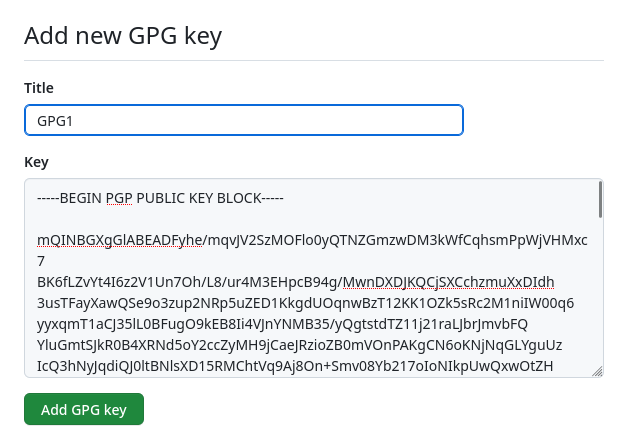 Add new GPG key
Title
GPG1
Key
-----BEGIN PGP PUBLIC KEY BLOCK-----
mQINBGXgGlABEADFyhe/mqvJV2SzMOFlo0yQTNZGmzwDM3kWfCqhsmPpWjVHMxc
7
BK6fLZvYt4I6z2V1Un7Oh/L8/ur4M3EHpcB94g/MwnDXDJKQCjSXCchzmuXxDIdh
3usTFayXawQSe9o3zup2NRp5uZED1KkgdUOqnwBzT12KK1OZk5sRc2M1niIW00q6
yyxqmT1aCJ35lL0BFugO9kEB8Ii4VJnYNMB35/yQgtstdTZ11j21raLJbrJmvbFQ
YluGmtSJkR0B4XRNd5oY2ccZyMH9jCaeJRzioZB0mVOnPAKgCN6oKNjNqGLYguUz
IcQ3hNyJqdiQJ0ltBNlsXD15RMChtVq9Aj8On+Smv08Yb217oIoNIkpUwQxwOtZH
Add GPG key